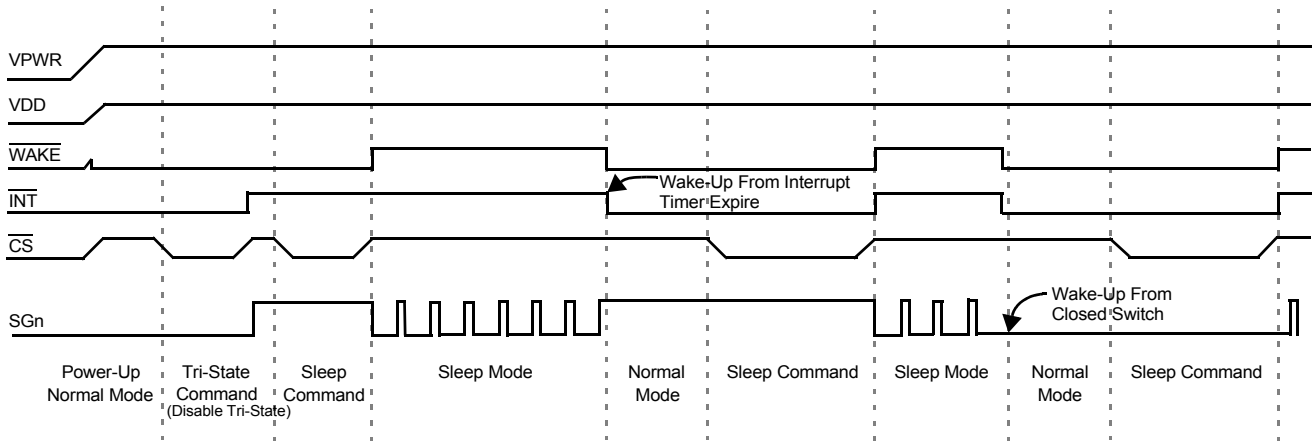 VPWR
VDD
WAKE
INT
Wake-Up From Interrupt
Timer Expire
CS
SGn
Wake-Up From
Closed Switch
Power-Up
Normal Mode
Tri-State
Command
(Disable Tri-State)
Sleep
Command
Sleep Mode
Normal
Mode
Sleep Command
Sleep Mode
Normal
Mode
Sleep Command